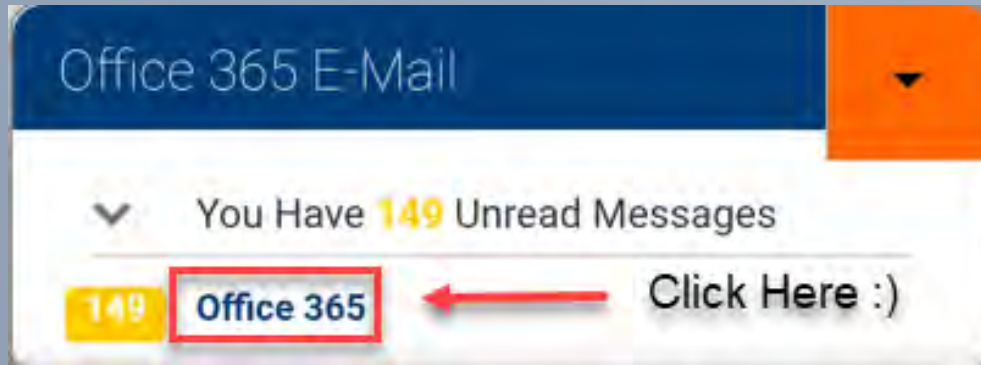 Office 365 E-Mail
You Have 149 Unread Messages
149 Office 365 Click Here :)